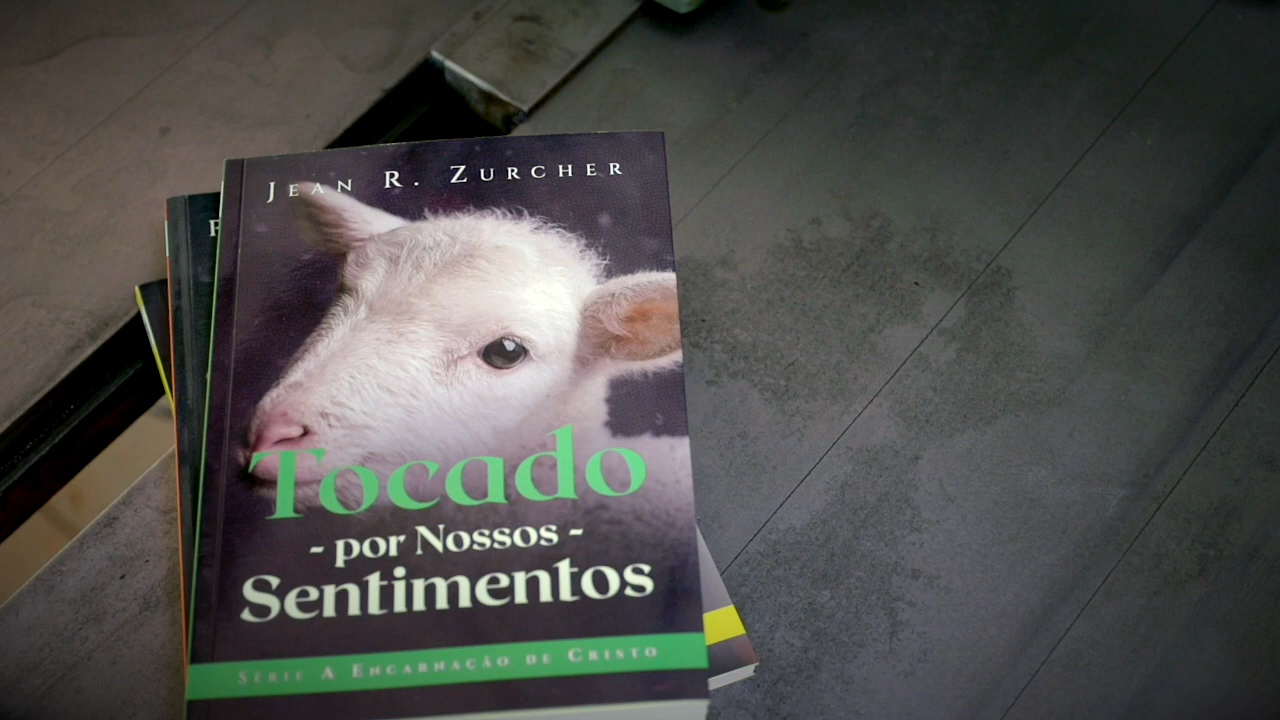 Jean R. Zurcher
Tocado
- por Nossos -
Sentimentos
Série A Encarnação de Cristo